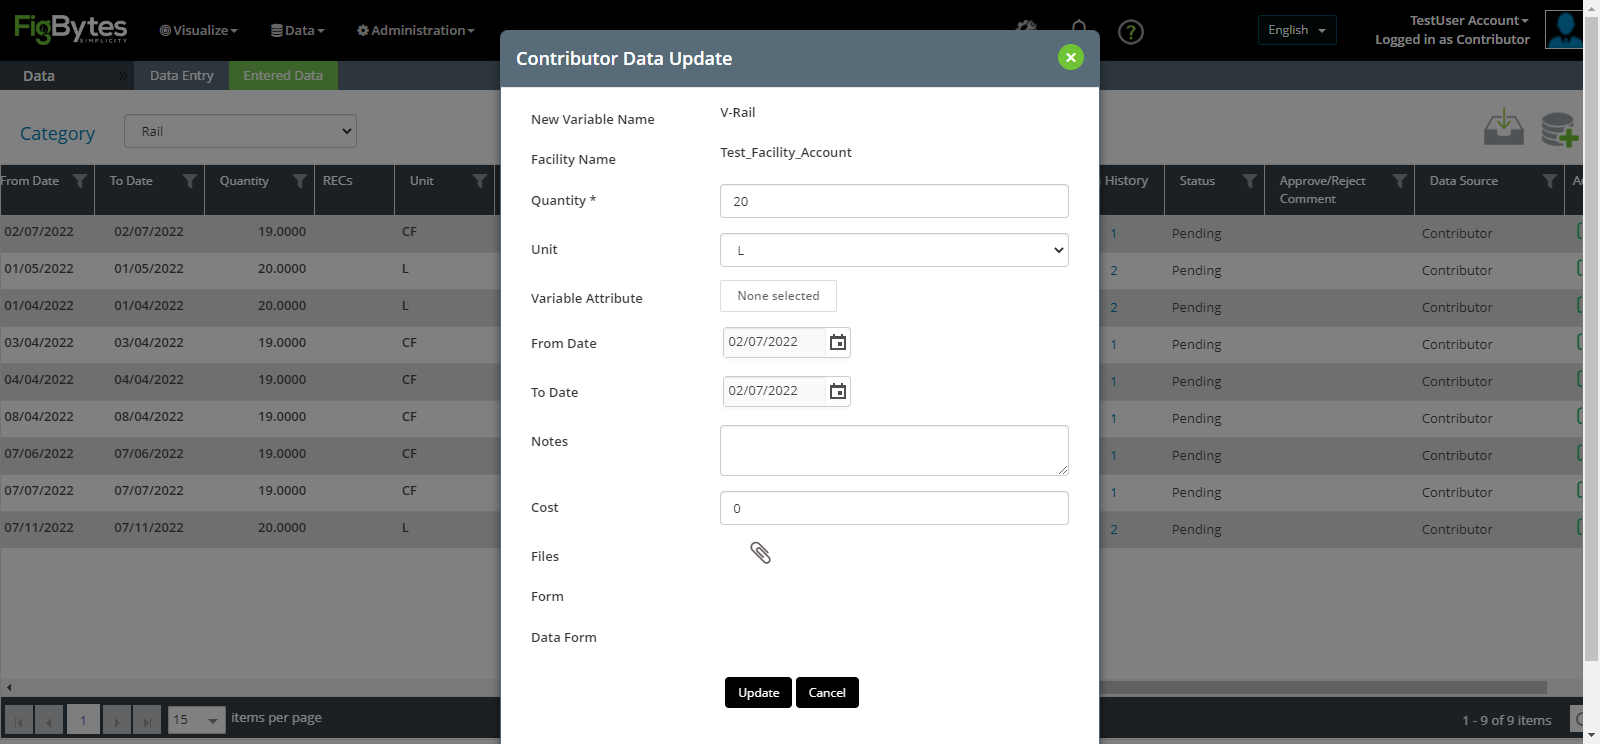 FigBytes
SIMPLICITY
Visualize
Data
Administration
?
English
TestUser Account
Logged in as Contributor
Data
»
Data Entry
Entered Data
Category
Rail
From Date
To Date
Quantity
RECs
Unit
History
Status
Approve/Reject
Comment
Data Source
02/07/2022 02/07/2022 19.0000 CF 1 Pending Contributor
01/05/2022 01/05/2022 20.0000 L 2 Pending Contributor
01/04/2022 01/04/2022 20.0000 L 2 Pending Contributor
03/04/2022 03/04/2022 19.0000 CF 1 Pending Contributor
04/04/2022 04/04/2022 19.0000 CF 1 Pending Contributor
08/04/2022 08/04/2022 19.0000 CF 1 Pending Contributor
07/06/2022 07/06/2022 19.0000 CF 1 Pending Contributor
07/07/2022 07/07/2022 19.0000 CF 1 Pending Contributor
07/11/2022 07/11/2022 20.0000 L 2 Pending Contributor
1
15
items per page
1 - 9 of 9 items
Contributor Data Update
New Variable Name V-Rail
Facility Name Test_Facility_Account
Quantity * 20
Unit L
Variable Attribute None selected
From Date 02/07/2022
To Date 02/07/2022
Notes
Cost 0
Files
Form
Data Form
Update
Cancel